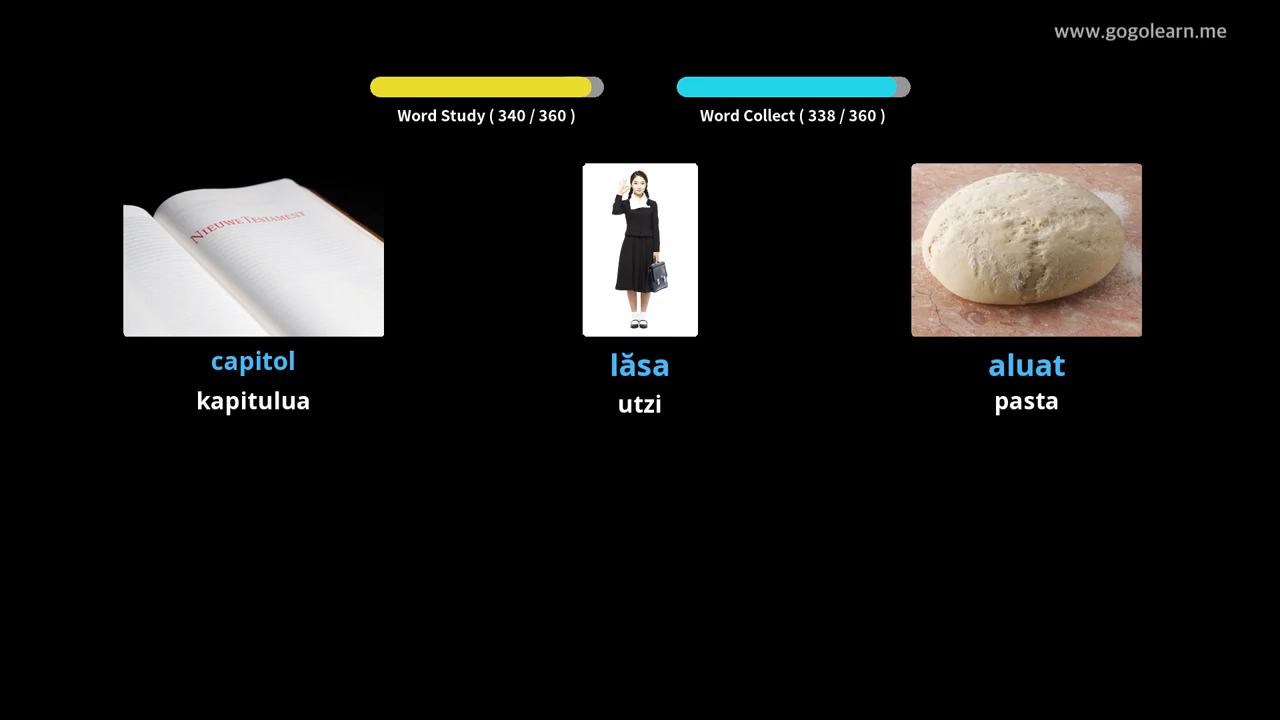 www.gogolearn.me
Word Study ( 340 / 360 )
Word Collect ( 338 / 360 )
NIEUWE TESTAMENT
capitol
lăsa
aluat
kapitulua
utzi
pasta